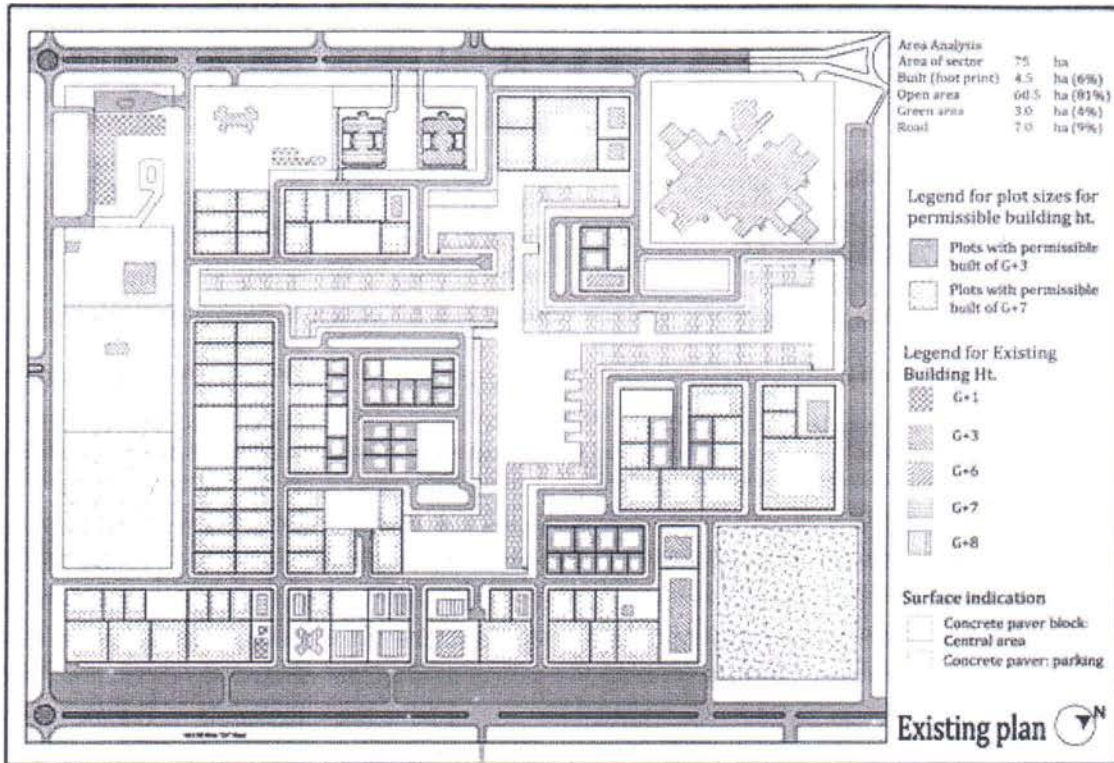 Area Analysis
Area of sector 75 ha
Built (foot print) 4.5 ha (6%)
Open area 60.5 ha (81%)
Green area 3.0 ha (4%)
Road 7.0 ha (9%)
Legend for plot sizes for
permissible building ht.
Plots with permissible
built of G+3
Plots with permissible
built of G+7
Legend for Existing
Building Ht.
G+1
G+3
G+6
G+7
G+8
Surface indication
Concrete paver block:
Central area
Concrete paver: parking
Existing plan
N
Road